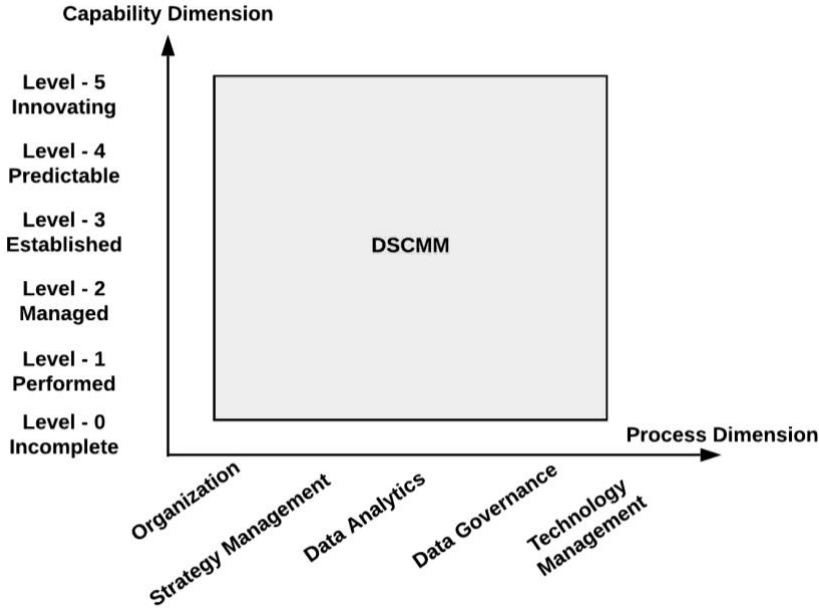 Capability Dimension
Level - 5
Innovating
Level - 4
Predictable
Level - 3
Established
Level - 2
Managed
Level - 1
Performed
Level - 0
Incomplete
DSCMM
Process Dimension
Organization
Strategy Management
Data Analytics
Data Governance
Technology
Management